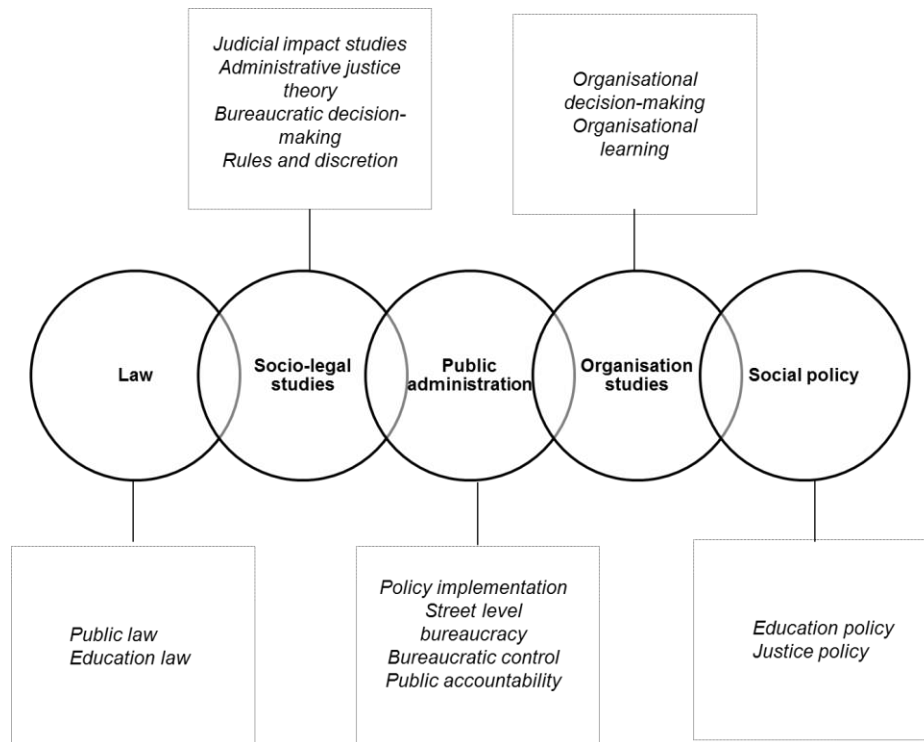 Judicial impact studies
Administrative justice
theory
Bureaucratic decision-
making
Rules and discretion
Organisational
decision-making
Organisational
learning
Law
Socio-legal
studies
Public
administration
Organisation
studies
Social policy
Public law
Education law
Policy implementation
Street level
bureaucracy
Bureaucratic control
Public accountability
Education policy
Justice policy